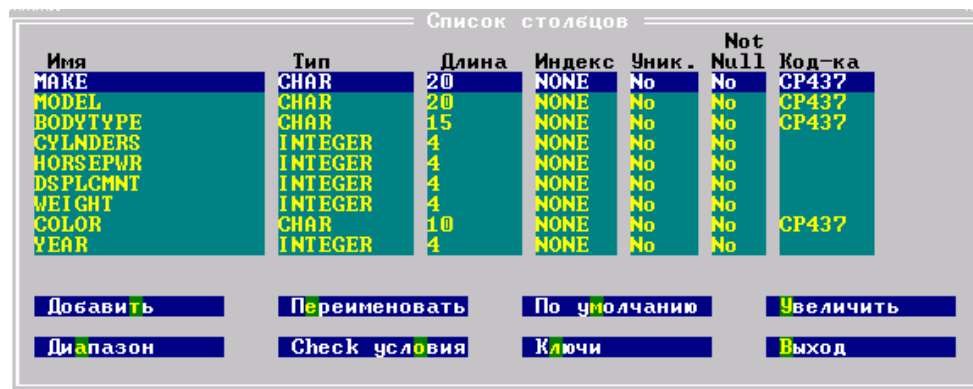 Список столбцов
Not
Имя Тип Длина Индекс Уник. Null Код-ка
MAKE CHAR 20 NONE No No CP437
MODEL CHAR 20 NONE No No CP437
BODYTYPE CHAR 15 NONE No No CP437
CYLNDERS INTEGER 4 NONE No No
HORSEPWR INTEGER 4 NONE No No
DSPLCMNT INTEGER 4 NONE No No
WEIGHT INTEGER 4 NONE No No
COLOR CHAR 10 NONE No No CP437
YEAR INTEGER 4 NONE No No
Добавить Переименовать По умолчанию Увеличить
Диапазон Check условия Ключи Выход